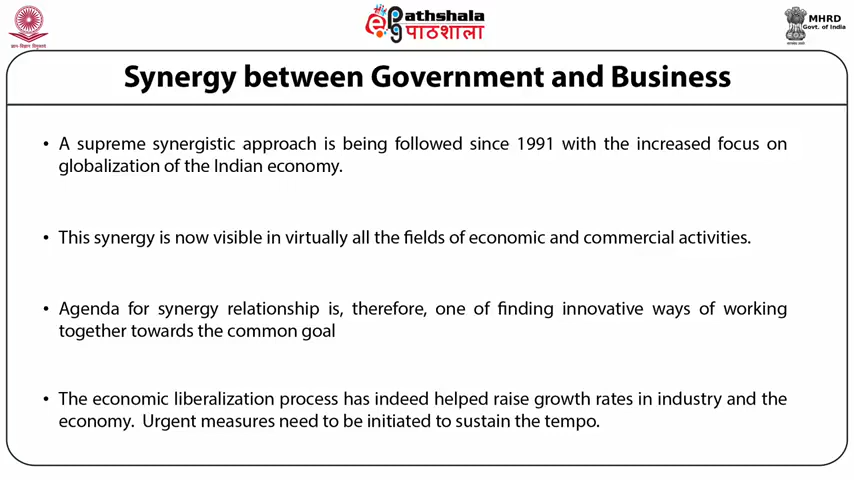 ePathshala
पाठशाला
MHRD
Govt. of India
Synergy between Government and Business
• A supreme synergistic approach is being followed since 1991 with the increased focus on
globalization of the Indian economy.
• This synergy is now visible in virtually all the fields of economic and commercial activities.
• Agenda for synergy relationship is, therefore, one of finding innovative ways of working
together towards the common goal
• The economic liberalization process has indeed helped raise growth rates in industry and the
economy. Urgent measures need to be initiated to sustain the tempo.